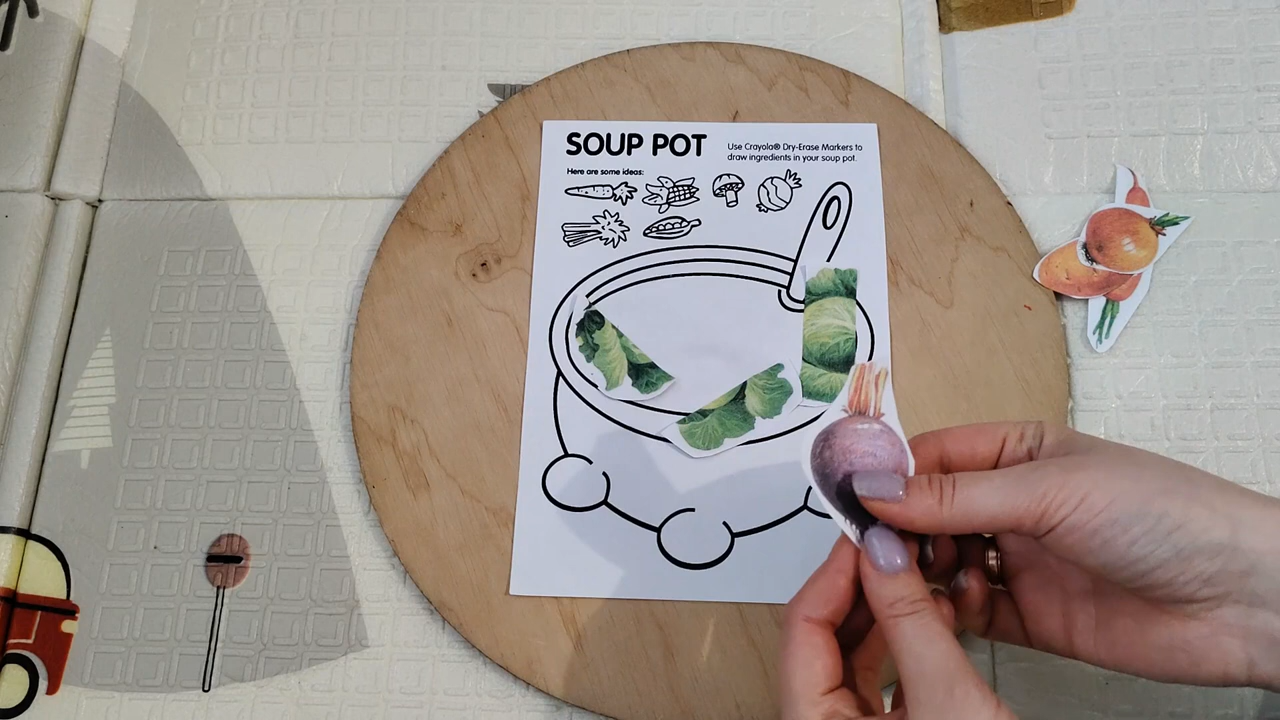 SOUP POT
Use Crayola® Dry-Erase Markers to
draw ingredients in your soup pot.
Here are some ideas: